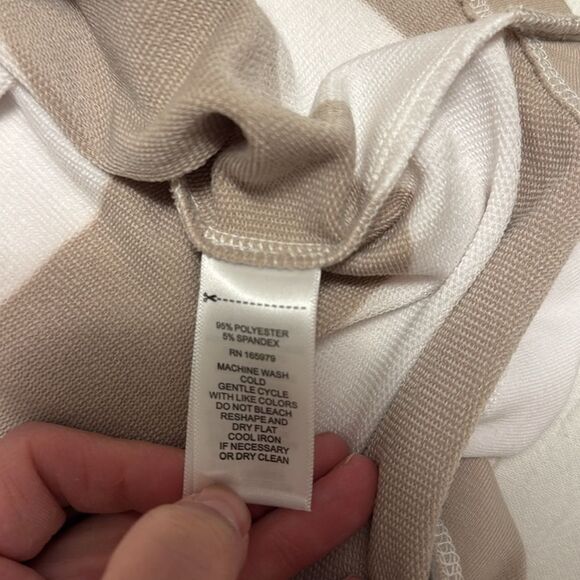 95% POLYESTER
5% SPANDEX
RN 165979
MACHINE WASH
COLD
GENTLE CYCLE
WITH LIKE COLORS
DO NOT BLEACH
RESHAPE AND
DRY FLAT
COOL IRON
IF NECESSARY
OR DRY CLEAN